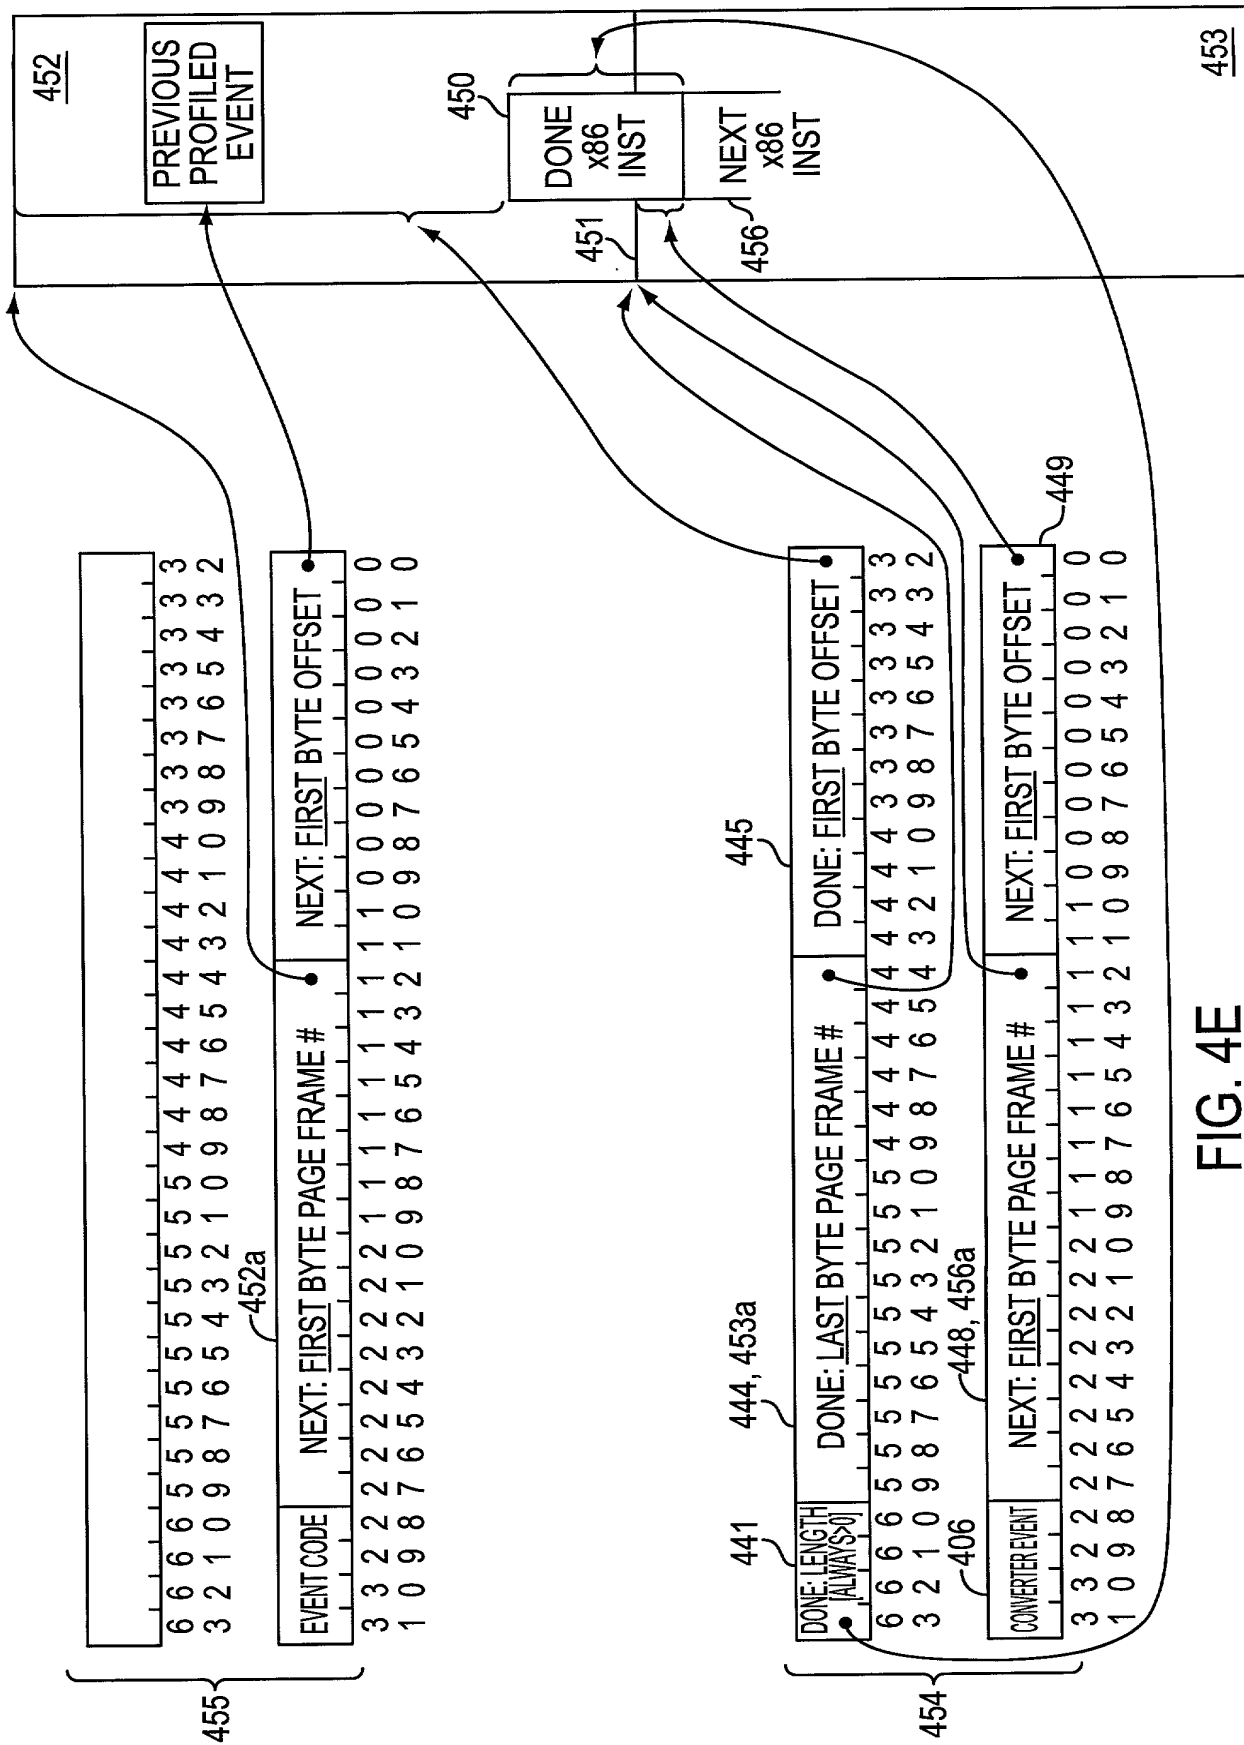 452
PREVIOUS
PROFILED
EVENT
6 6 6 6 5 5 5 5 5 5 5 5 5 5 4 4 4 4 4 4 4 4 4 4 3 3 3 3 3 3 3 3
3 2 1 0 9 8 7 6 5 4 3 2 1 0 9 8 7 6 5 4 3 2 1 0 9 8 7 6 5 4 3 2
455
452a
EVENT CODE NEXT: FIRST BYTE PAGE FRAME # NEXT: FIRST BYTE OFFSET
3 3 2 2 2 2 2 2 2 2 2 2 1 1 1 1 1 1 1 1 1 1 0 0 0 0 0 0 0 0 0 0
1 0 9 8 7 6 5 4 3 2 1 0 9 8 7 6 5 4 3 2 1 0 9 8 7 6 5 4 3 2 1 0
450
DONE
x86
INST
451
NEXT
x86
INST
456
441
444, 453a
445
DONE: LENGTH
[ALWAYS>0]
DONE: LAST BYTE PAGE FRAME # DONE: FIRST BYTE OFFSET
6 6 6 6 5 5 5 5 5 5 5 5 5 5 4 4 4 4 4 4 4 4 4 4 3 3 3 3 3 3 3 3
3 2 1 0 9 8 7 6 5 4 3 2 1 0 9 8 7 6 5 4 3 2 1 0 9 8 7 6 5 4 3 2
454
406
448, 456a
449
CONVERTER EVENT NEXT: FIRST BYTE PAGE FRAME # NEXT: FIRST BYTE OFFSET
3 3 2 2 2 2 2 2 2 2 2 2 1 1 1 1 1 1 1 1 1 1 0 0 0 0 0 0 0 0 0 0
1 0 9 8 7 6 5 4 3 2 1 0 9 8 7 6 5 4 3 2 1 0 9 8 7 6 5 4 3 2 1 0
453
FIG. 4E